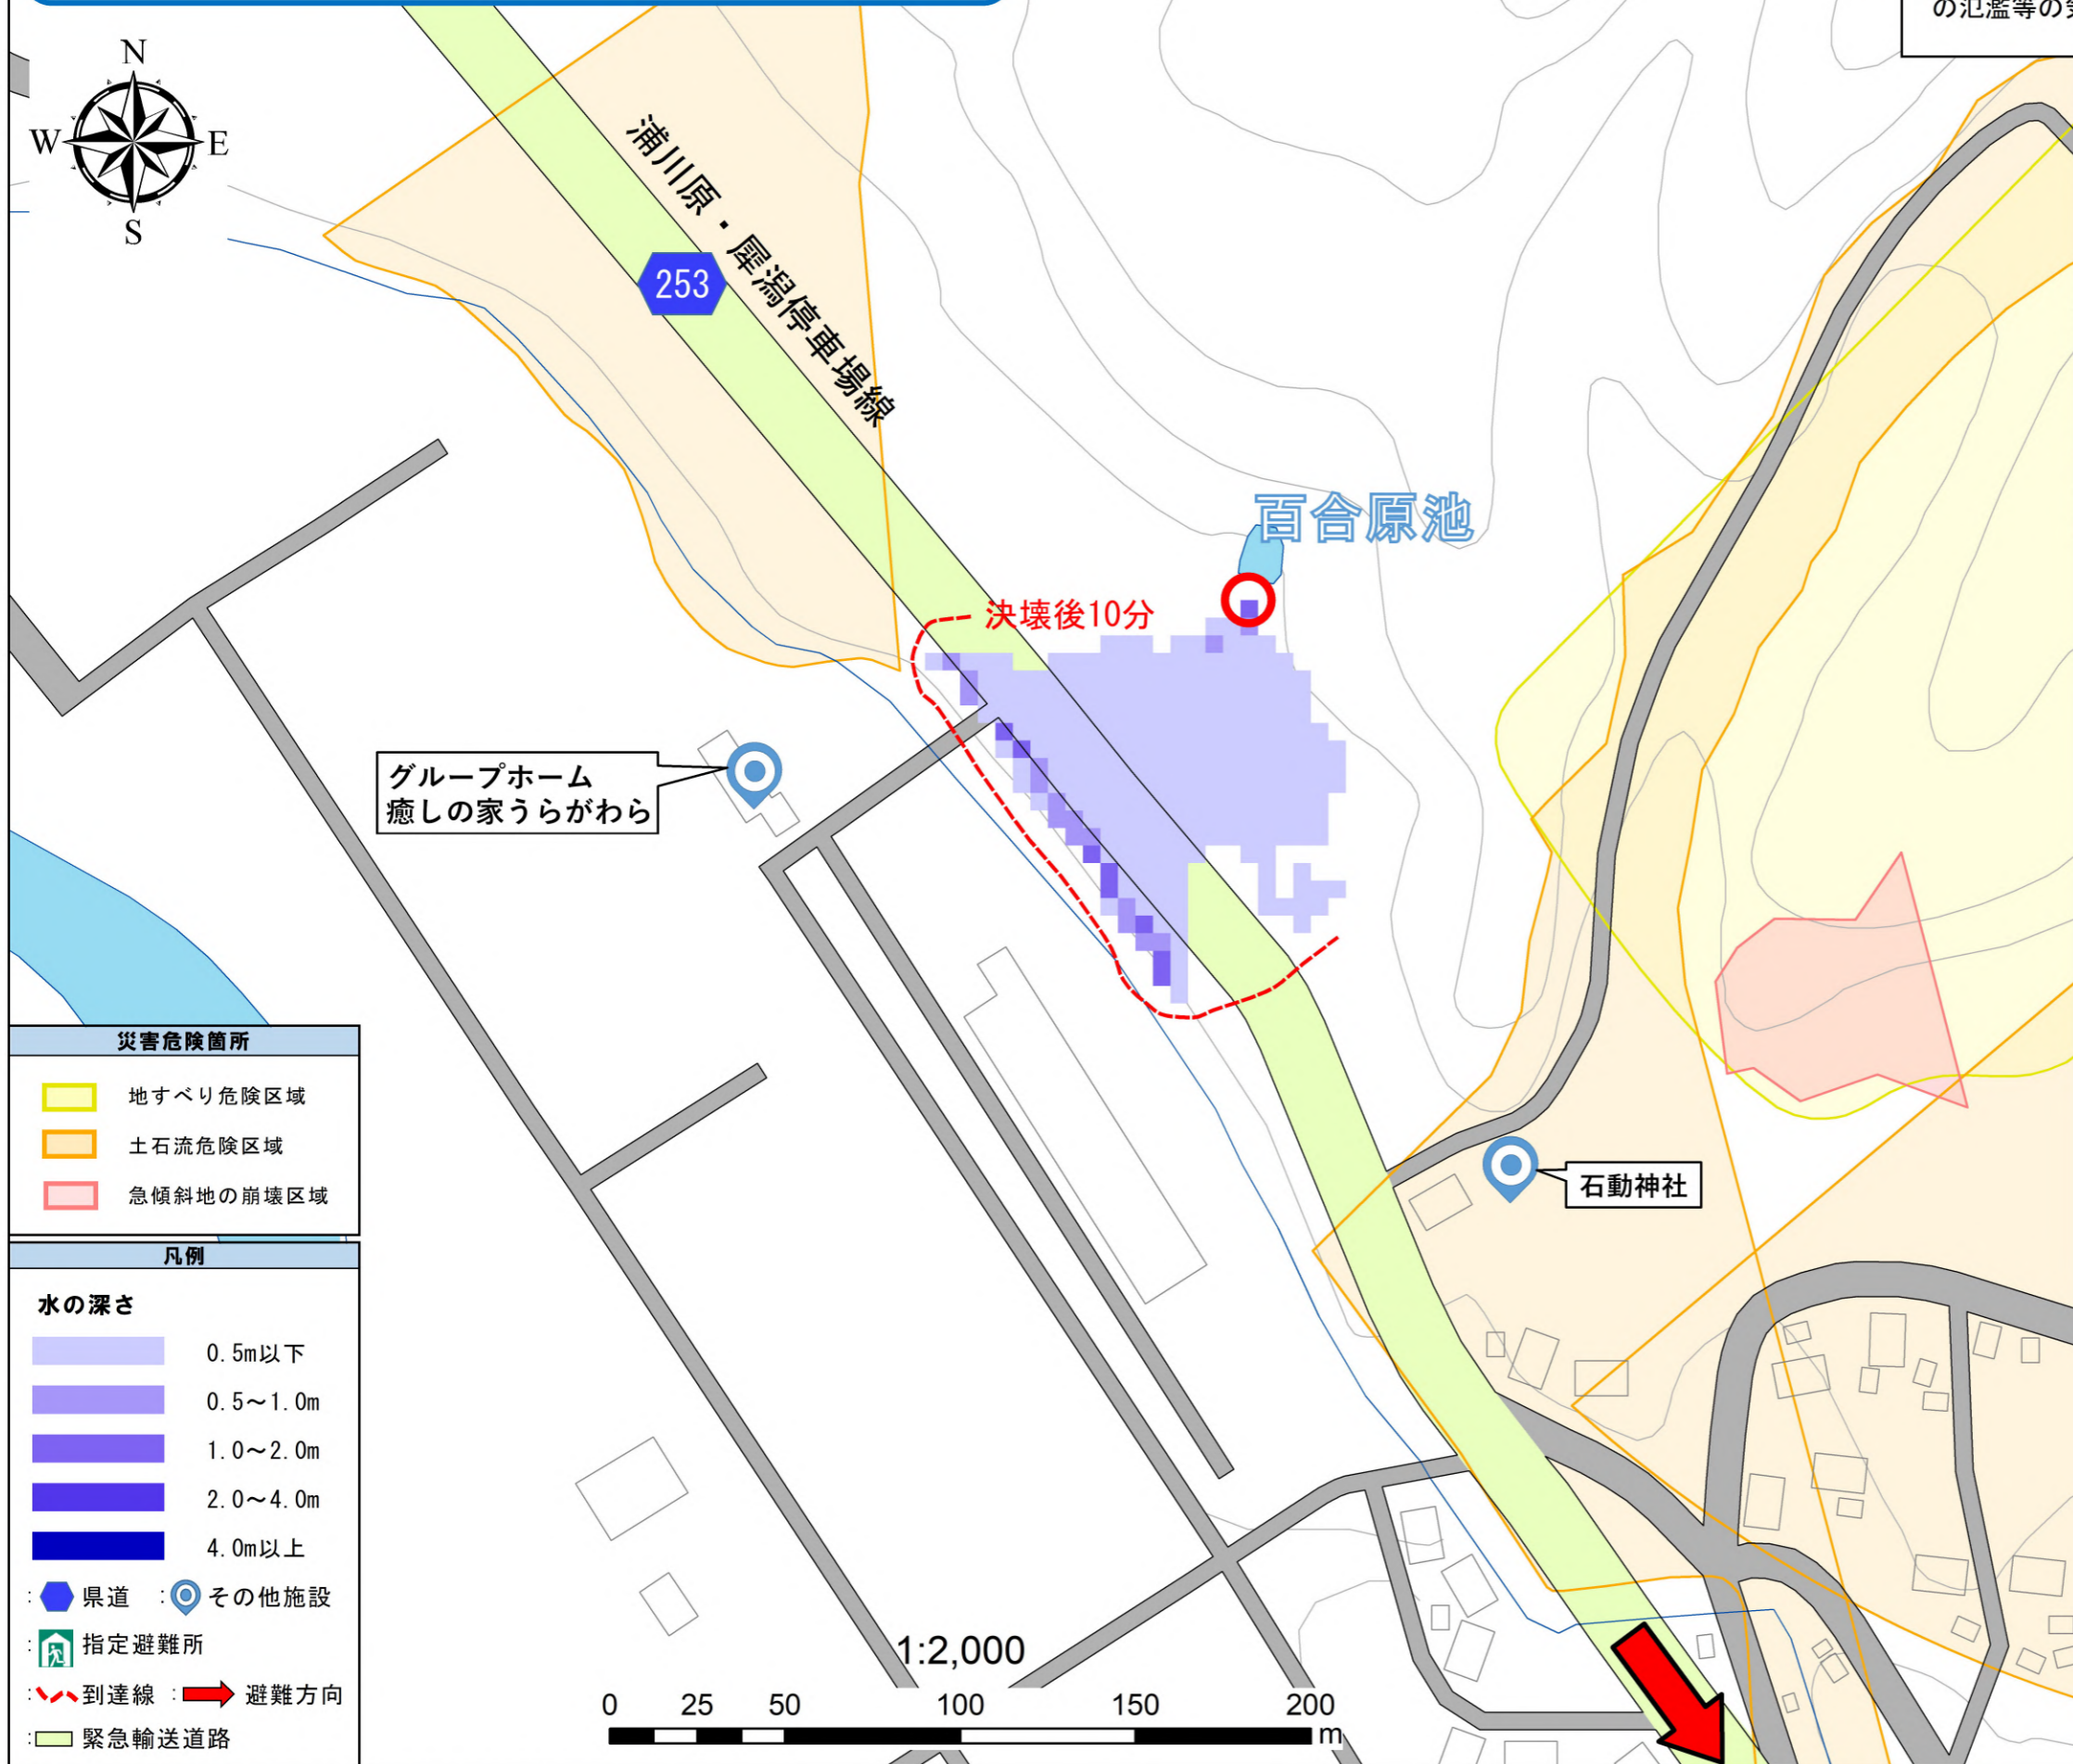 の氾濫等の
N
W
E
S
浦川原・犀潟停車場線
253
百合原池
決壊後10分
グループホーム
癒しの家うらがわら
石動神社
災害危険箇所
地すべり危険区域
土石流危険区域
急傾斜地の崩壊区域
凡例
水の深さ
0.5m以下
0.5～1.0m
1.0～2.0m
2.0～4.0m
4.0m以上
:県道 :その他施設
:指定避難所
:到達線 :避難方向
:緊急輸送道路
1:2,000
0 25 50 100 150 200
m